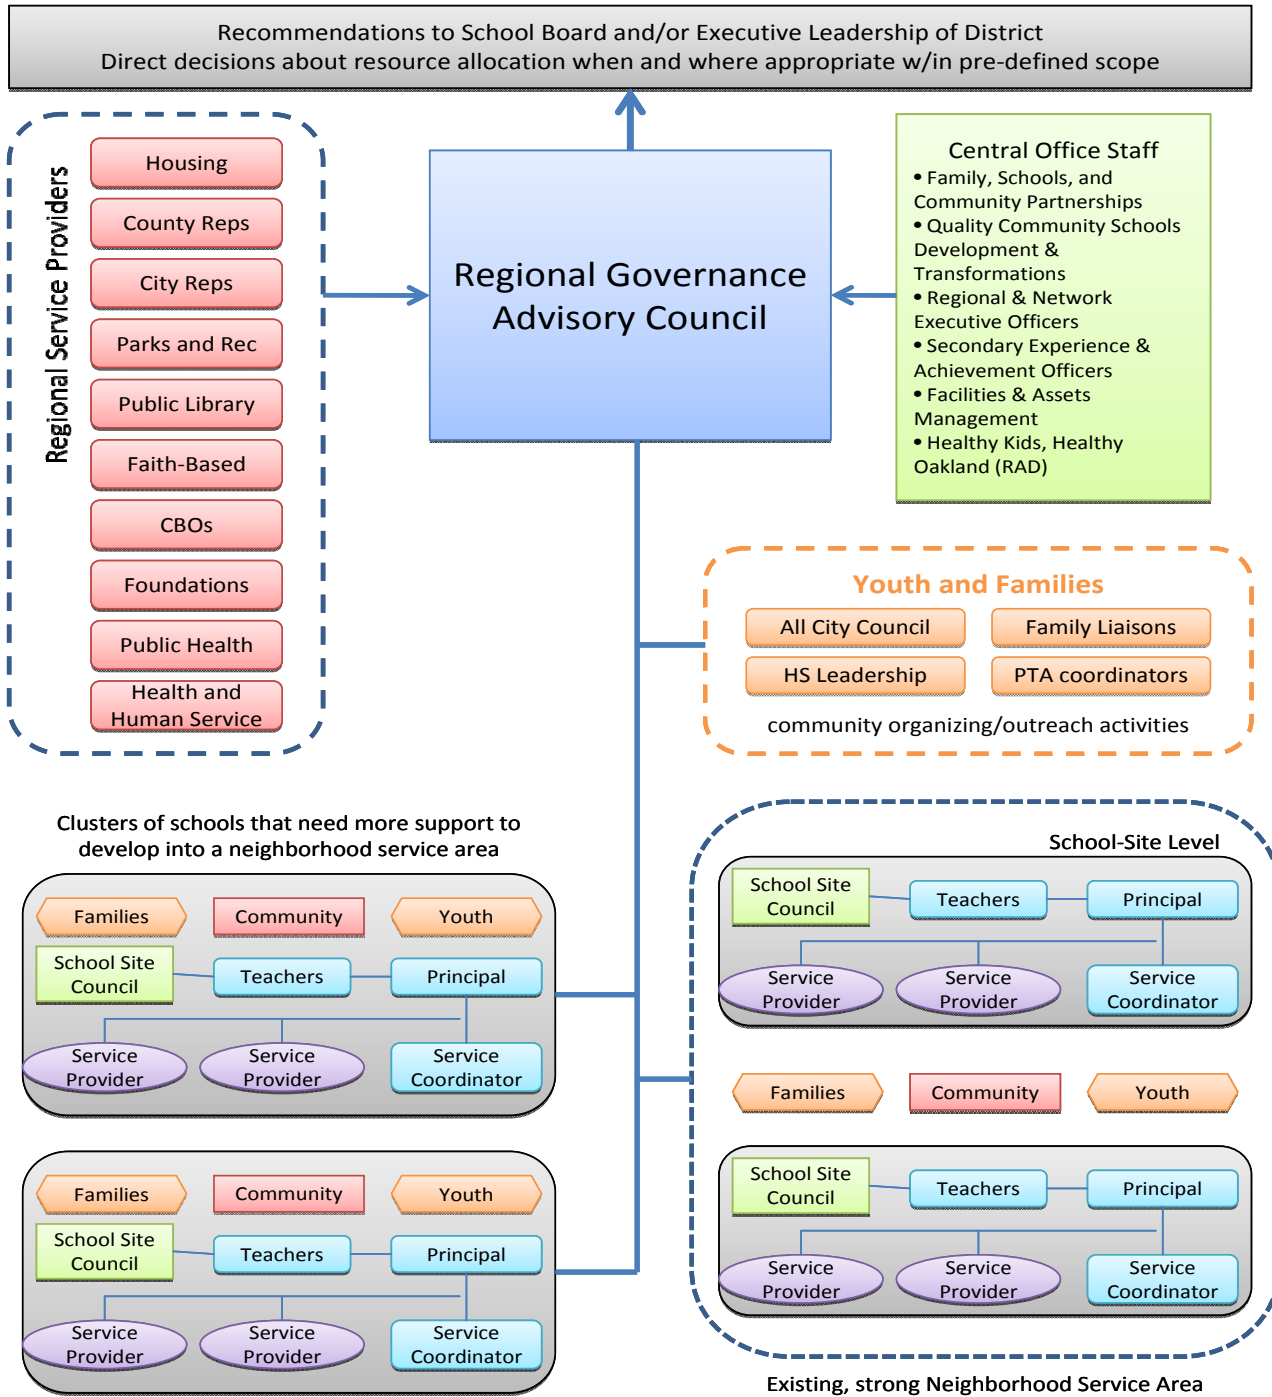 Recommendations to School Board and/or Executive Leadership of District
Direct decisions about resource allocation when and where appropriate w/in pre-defined scope
Regional Service Providers
Housing
County Reps
City Reps
Parks and Rec
Public Library
Faith-Based
CBOs
Foundations
Public Health
Health and
Human Service
Regional Governance
Advisory Council
Central Office Staff
• Family, Schools, and
Community Partnerships
• Quality Community Schools
Development &
Transformations
• Regional & Network
Executive Officers
• Secondary Experience &
Achievement Officers
• Facilities & Assets
Management
• Healthy Kids, Healthy
Oakland (RAD)
Youth and Families
All City Council
Family Liaisons
HS Leadership
PTA coordinators
community organizing/outreach activities
Clusters of schools that need more support to
develop into a neighborhood service area
Families
Community
Youth
School Site
Council
Teachers
Principal
Service
Provider
Service
Provider
Service
Coordinator
Families
Community
Youth
School Site
Council
Teachers
Principal
Service
Provider
Service
Provider
Service
Coordinator
School-Site Level
School Site
Council
Teachers
Principal
Service
Provider
Service
Provider
Service
Coordinator
Families
Community
Youth
School Site
Council
Teachers
Principal
Service
Provider
Service
Provider
Service
Coordinator
Existing, strong Neighborhood Service Area